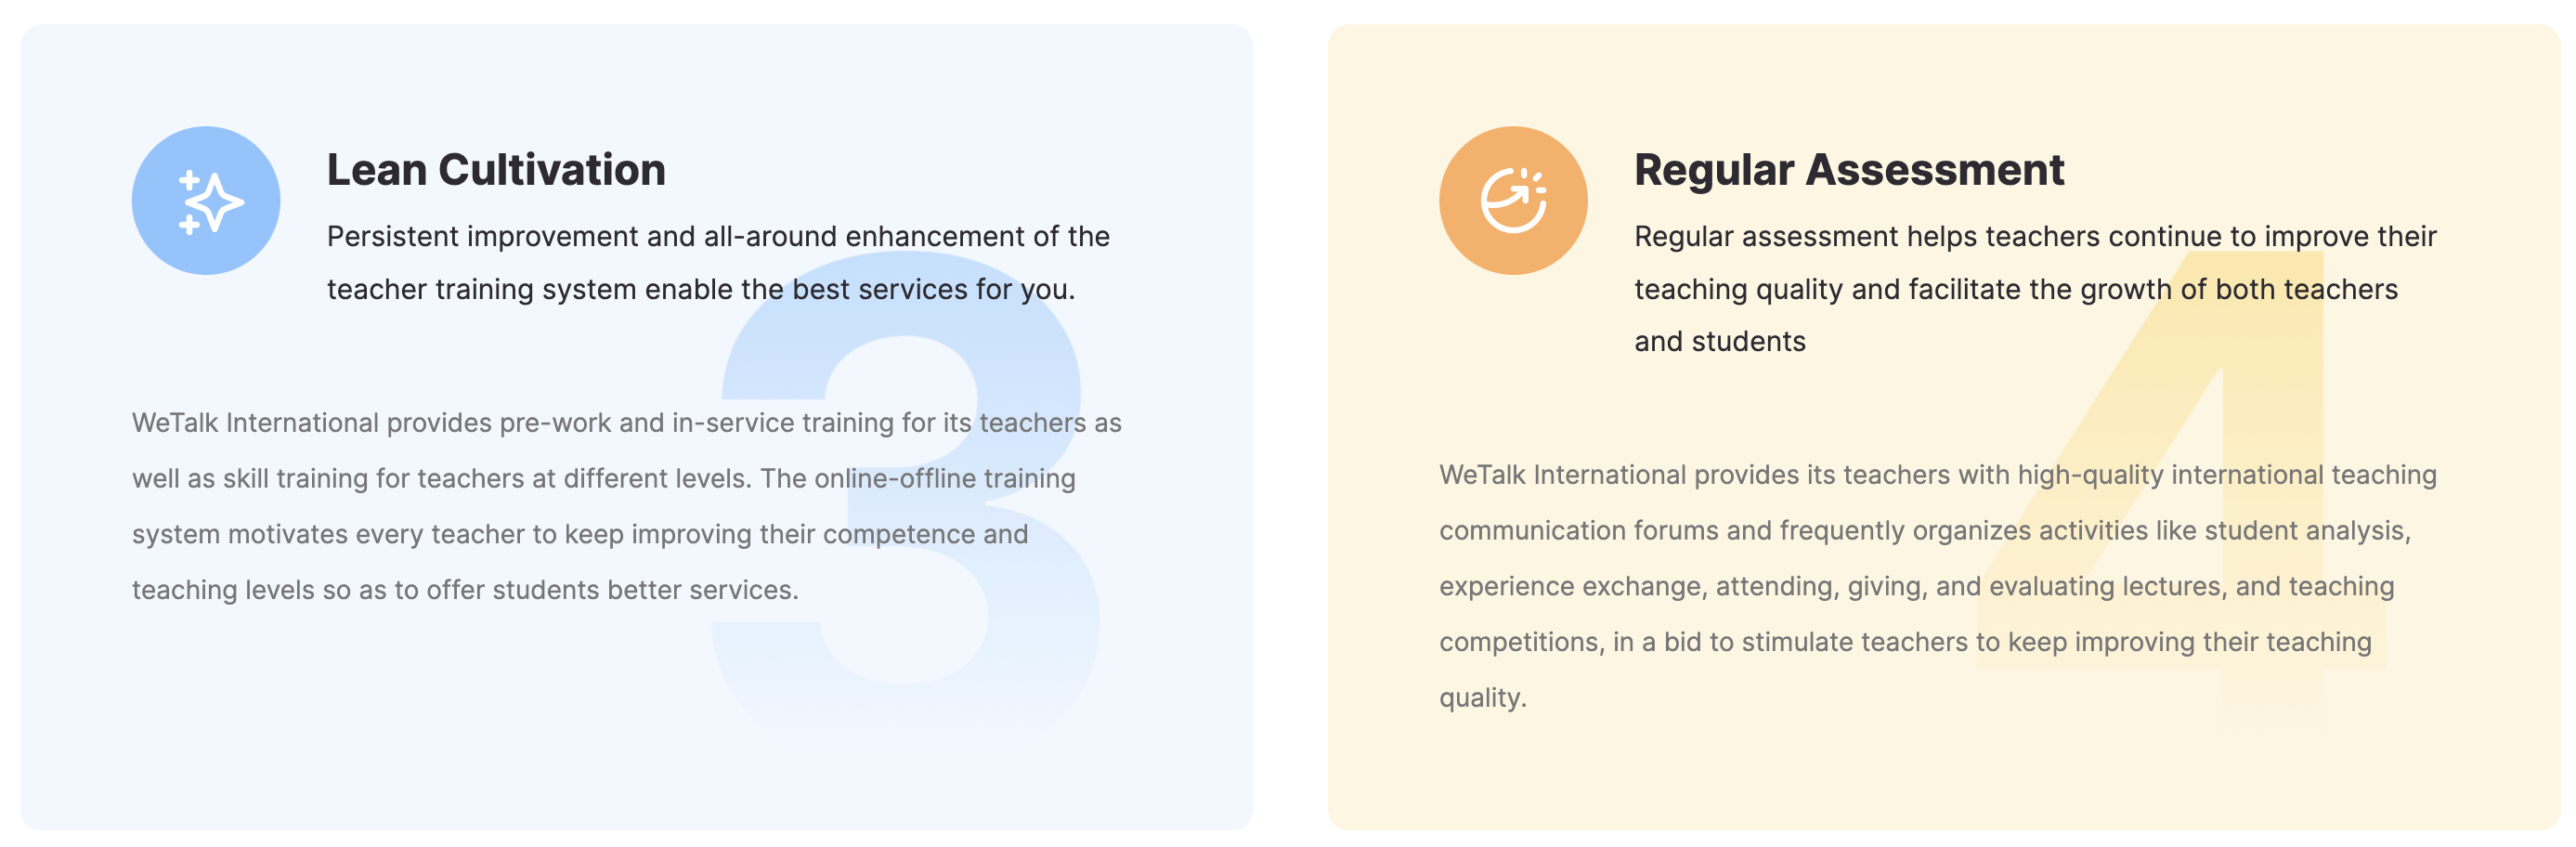 Lean Cultivation
Persistent improvement and all-around enhancement of the
teacher training system enable the best services for you.
3
WeTalk International provides pre-work and in-service training for its teachers as
well as skill training for teachers at different levels. The online-offline training
system motivates every teacher to keep improving their competence and
teaching levels so as to offer students better services.
Regular Assessment
Regular assessment helps teachers continue to improve their
teaching quality and facilitate the growth of both teachers
and students
4
WeTalk International provides its teachers with high-quality international teaching
communication forums and frequently organizes activities like student analysis,
experience exchange, attending, giving, and evaluating lectures, and teaching
competitions, in a bid to stimulate teachers to keep improving their teaching
quality.